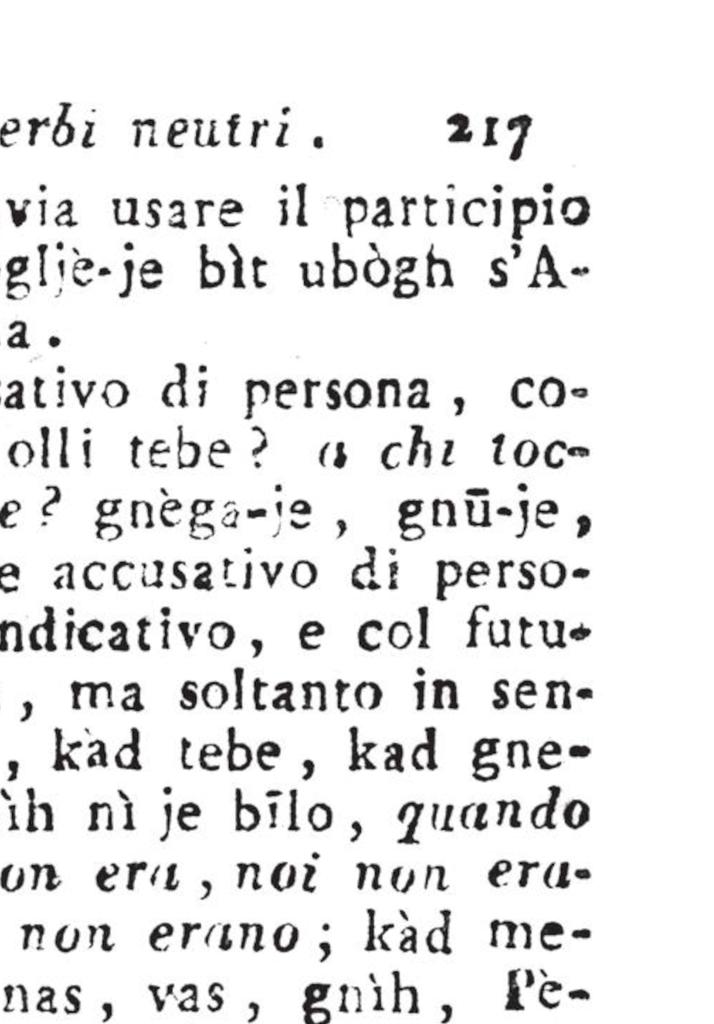 erbi neutri. 217
via usare il participio
egljè-je bìt ubògh s'A-
a.
sativo di persona, co-
olli tebe? a chi toc-
e? gnèga-je, gnū-je,
e accusativo di perso-
ndicativo, e col futu-
, ma soltanto in sen-
, kàd tebe, kad gne-
ìh nì je bīlo, quando
on era, noi non era-
non erano; kàd me-
nas, vas, gnìh, Pè-